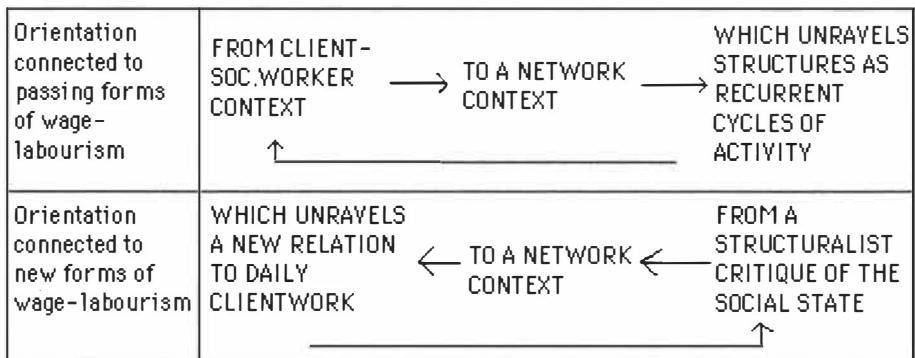 Orientation
connected to
passing forms
of wage-
labourism
FROM CLIENT-
SOC.WORKER
CONTEXT
TO A NETWORK
CONTEXT
WHICH UNRAVELS
STRUCTURES AS
RECURRENT
CYCLES OF
ACTIVITY
Orientation
connected to
new forms of
wage-labourism
WHICH UNRAVELS
A NEW RELATION
TO DAILY
CLIENTWORK
TO A NETWORK
CONTEXT
FROM A
STRUCTURALIST
CRITIQUE OF THE
SOCIAL STATE